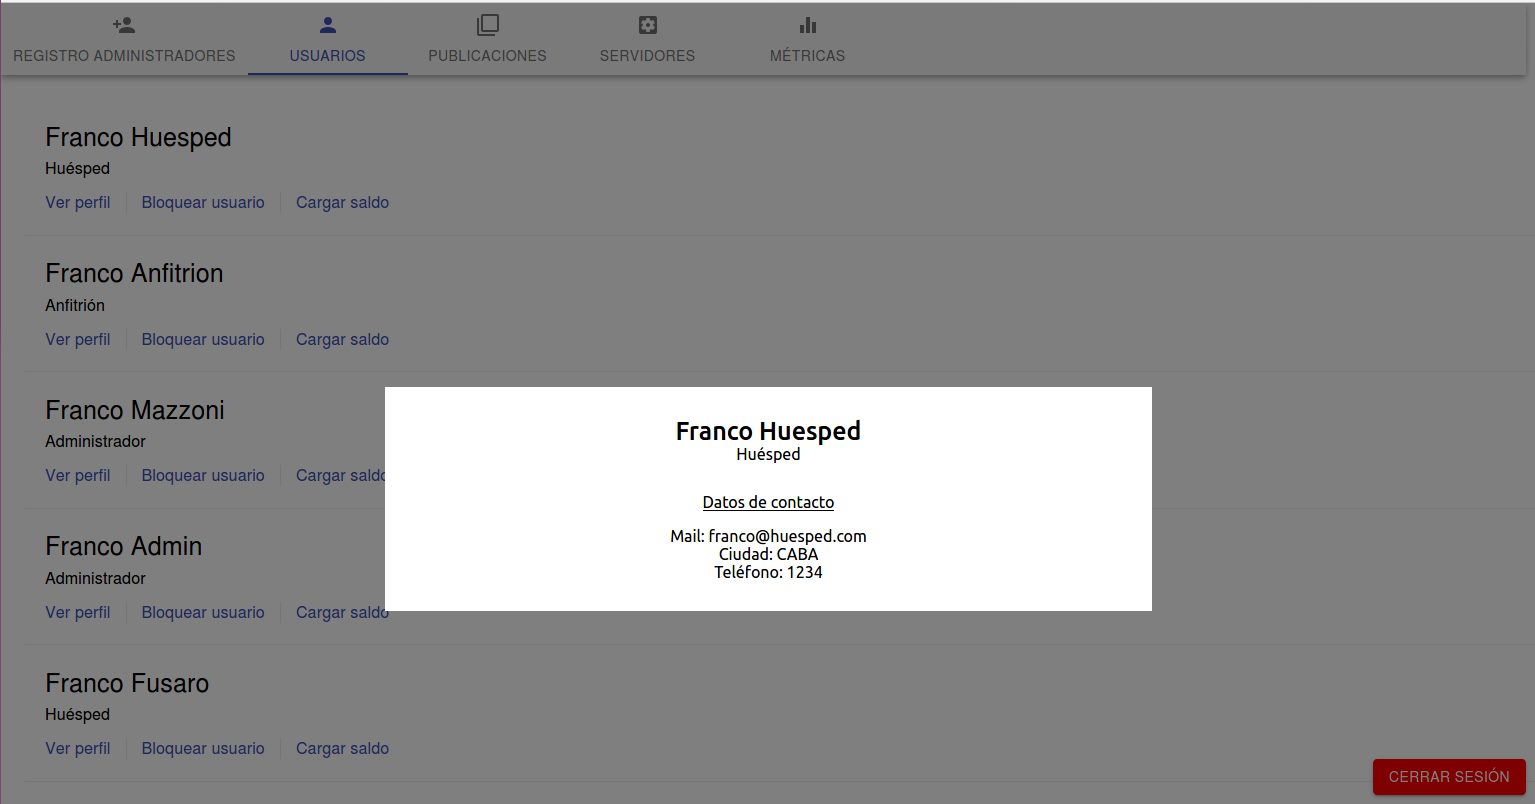 REGISTRO ADMINISTRADORES USUARIOS PUBLICACIONES SERVIDORES MÉTRICAS
Franco Huesped
Huésped
Ver perfil Bloquear usuario Cargar saldo
Franco Anfitrion
Anfitrión
Ver perfil Bloquear usuario Cargar saldo
Franco Mazzoni
Administrador
Ver perfil Bloquear usuario Cargar saldo
Franco Admin
Administrador
Ver perfil Bloquear usuario Cargar saldo
Franco Fusaro
Huésped
Ver perfil Bloquear usuario Cargar saldo
Franco Huesped
Huésped
Datos de contacto
Mail: franco@huesped.com
Ciudad: CABA
Teléfono: 1234
CERRAR SESIÓN